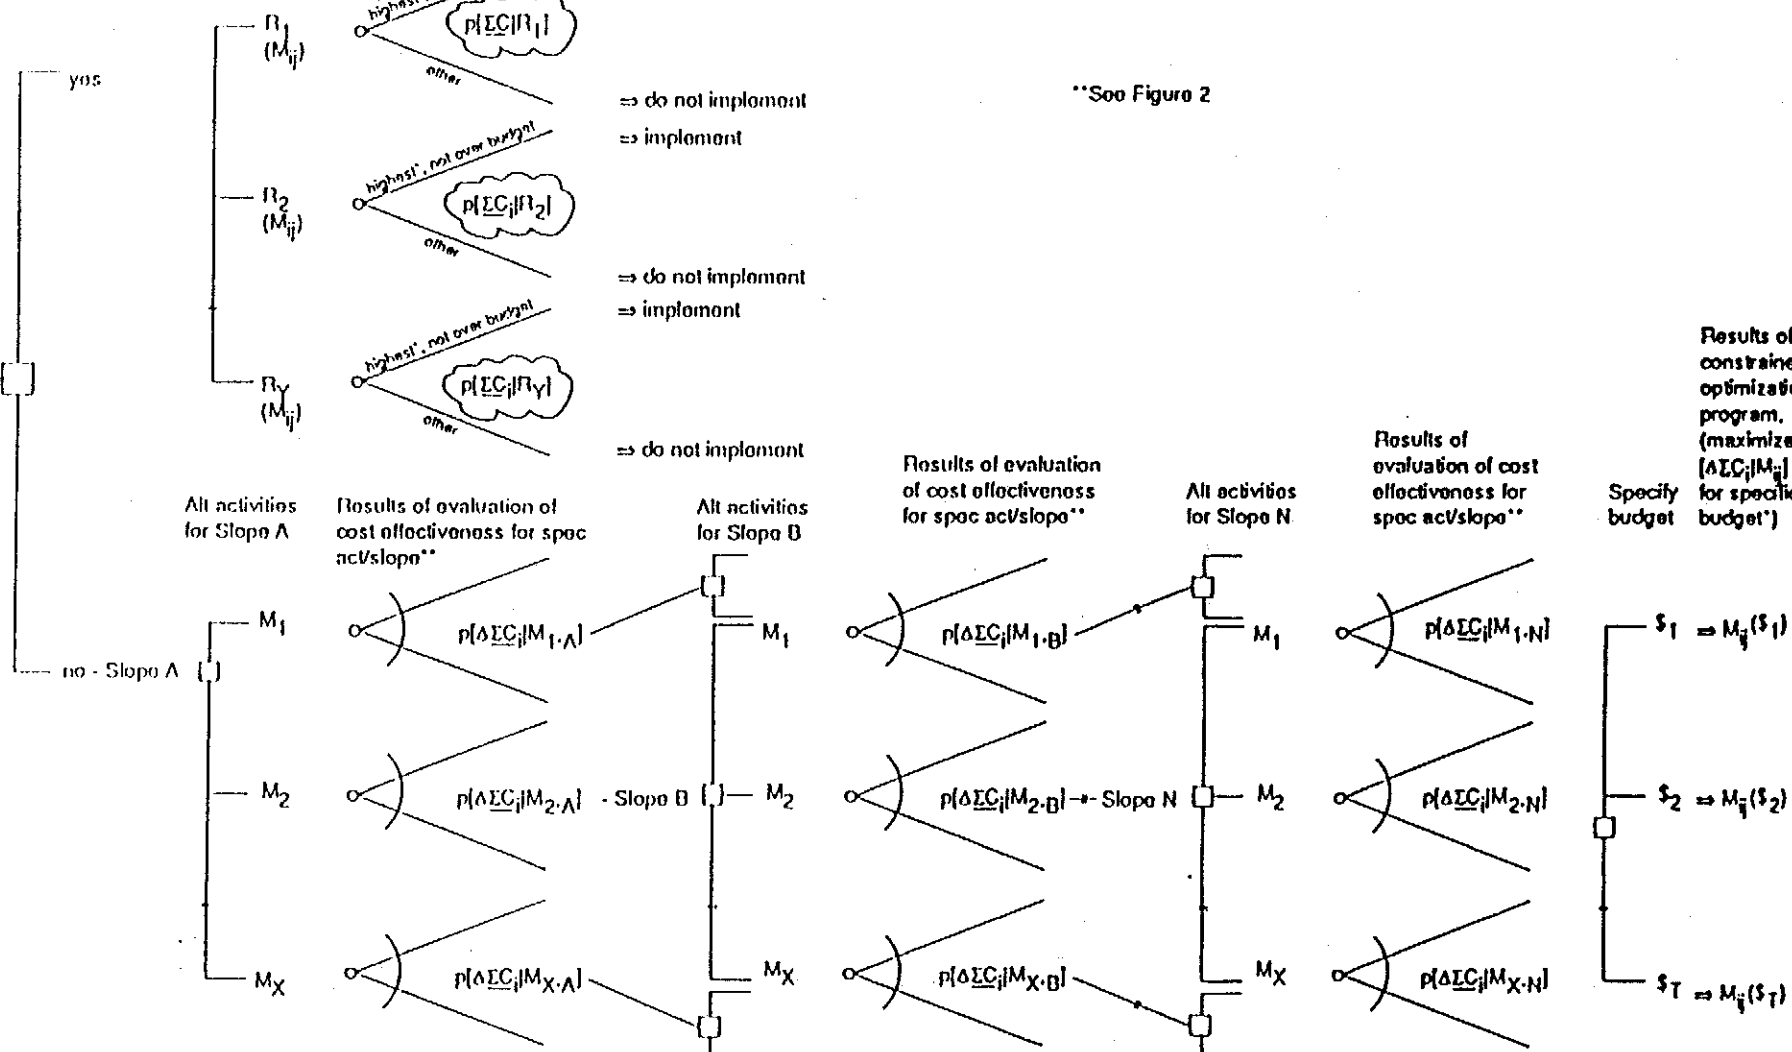 highest
R1
(Mij)
p[ΣC|R1]
yes
other
**See Figure 2
⇒ do not implement
highest*, not over budget
⇒ implement
R2
(Mij)
p[ΣCi|R2]
other
⇒ do not implement
highest*, not over budget
⇒ implement
RY
(Mij)
p[ΣCi|RY]
other
⇒ do not implement
Alt activities
for Slope A
Results of evaluation of
cost effectiveness for spec
act/slope**
Alt activities
for Slope B
Results of evaluation
of cost effectiveness
for spec act/slope**
Alt activities
for Slope N
Results of
evaluation of cost
effectiveness for
spec act/slope**
Specify
budget
Results of
constraine
optimizati
program.
(maximize
[ΔΣCi|Mij]
for specifie
budget*)
M1
p[ΔΣCi|M1·A]
M1
p[ΔΣCi|M1·B]
M1
p[ΔΣCi|M1·N]
$1 ⇒ Mij($1)
no - Slope A
M2
p[ΔΣCi|M2·A] - Slope B
M2
p[ΔΣCi|M2·B] - Slope N
M2
p[ΔΣCi|M2·N]
$2 ⇒ Mij($2)
MX
p[ΔΣCi|MX·A]
MX
p[ΔΣCi|MX·B]
MX
p[ΔΣCi|MX·N]
$T ⇒ Mij($T)